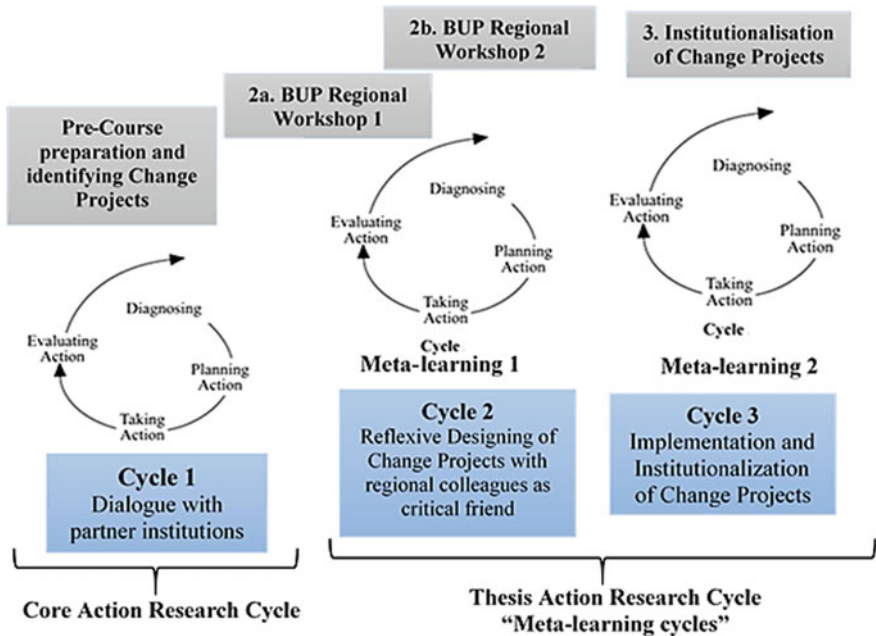 2b. BUP Regional
Workshop 2
3. Institutionalisation
of Change Projects
2a. BUP Regional
Workshop 1
Pre-Course
preparation and
identifying Change
Projects
Diagnosing
Evaluating
Action
Planning
Action
Taking
Action
Diagnosing
Evaluating
Action
Planning
Action
Taking
Action
Cycle
Meta-learning 1
Diagnosing
Evaluating
Action
Planning
Action
Taking
Action
Cycle
Meta-learning 2
Cycle 1
Dialogue with
partner institutions
Cycle 2
Reflexive Designing of
Change Projects with
regional colleagues as
critical friend
Cycle 3
Implementation and
Institutionalization
of Change Projects
Core Action Research Cycle
Thesis Action Research Cycle
“Meta-learning cycles”